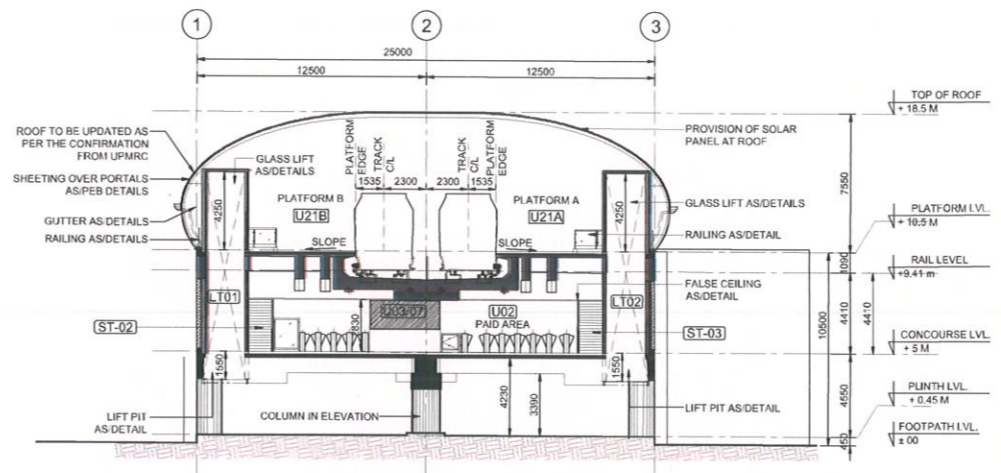 1
2
3
25000
12500
12500
TOP OF ROOF
+ 18.5 M
ROOF TO BE UPDATED AS
PER THE CONFIRMATION
FROM UPMRC
SHEETING OVER PORTALS
AS/PEB DETAILS
GUTTER AS/DETAILS
RAILING AS/DETAILS
GLASS LIFT
AS/DETAILS
PLATFORM
EDGE
TRACK
C/L
TRACK
C/L
PLATFORM
EDGE
1535
2300
2300
1535
PROVISION OF SOLAR
PANEL AT ROOF
PLATFORM B
U21B
PLATFORM A
U21A
GLASS LIFT AS/DETAILS
RAILING AS/DETAIL
4250
4250
SLOPE
SLOPE
7550
PLATFORM LVL.
+ 10.5 M
RAIL LEVEL
+9.41 m
1090
FALSE CEILING
AS/DETAIL
LT01
LT02
U03/07
U02
PAID AREA
ST-02
ST-03
10500
4410
4410
CONCOURSE LVL.
+ 5 M
1550
1550
4230
3390
4550
PLINTH LVL.
+ 0.45 M
LIFT PIT
AS/DETAIL
COLUMN IN ELEVATION
LIFT PIT AS/DETAIL
FOOTPATH LVL.
± 00
450